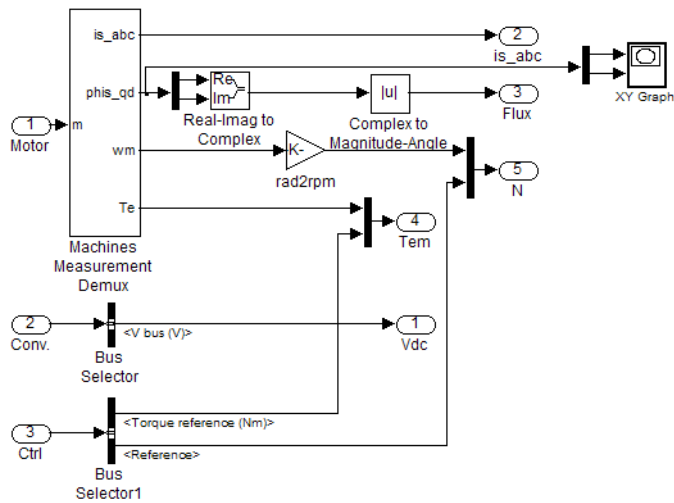 is_abc
2
is_abc
phis_qd
Re
Im
Real-Imag to
Complex
|u|
Complex to
Magnitude-Angle
3
Flux
XY Graph
1
Motor
m
wm
K-
rad2rpm
5
N
Te
4
Tem
Machines
Measurement
Demux
2
Conv.
<V bus (V)>
Bus
Selector
1
Vdc
3
Ctrl
<Torque reference (Nm)>
<Reference>
Bus
Selector1